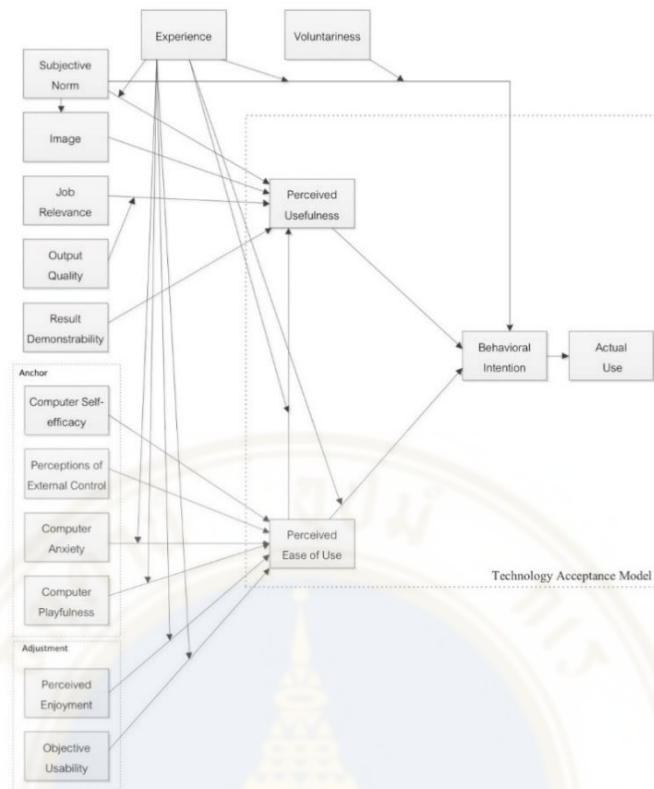 Experience
Voluntariness
Subjective
Norm
Image
Job
Relevance
Output
Quality
Result
Demonstrability
Perceived
Usefulness
Behavioral
Intention
Actual
Use
Anchor
Computer Self-
efficacy
Perceptions of
External Control
Computer
Anxiety
Computer
Playfulness
Perceived
Ease of Use
Technology Acceptance Model
Adjustment
Perceived
Enjoyment
Objective
Usability